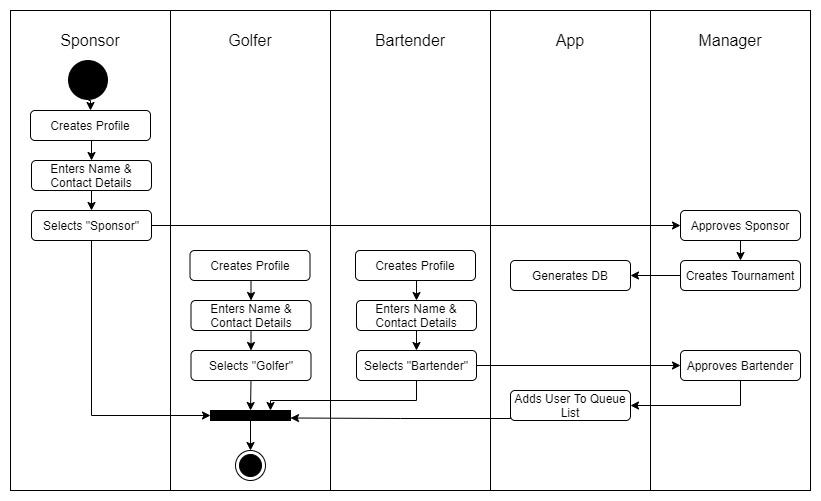 Sponsor
Golfer
Bartender
App
Manager
Creates Profile
Enters Name &
Contact Details
Selects "Sponsor"
Approves Sponsor
Creates Profile
Creates Profile
Generates DB
Creates Tournament
Enters Name &
Contact Details
Enters Name &
Contact Details
Selects "Golfer"
Selects "Bartender"
Approves Bartender
Adds User To Queue
List